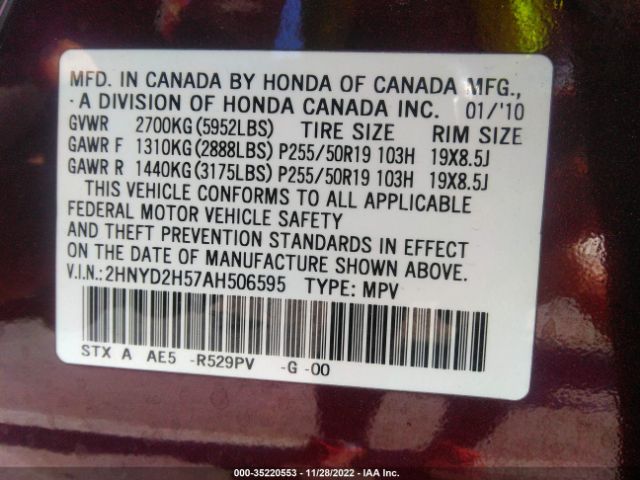 MFD. IN CANADA BY HONDA OF CANADA MFG.,
A DIVISION OF HONDA CANADA INC. 01/'10
GVWR 2700KG(5952LBS) TIRE SIZE RIM SIZE
GAWR F 1310KG(2888LBS) P255/50R19 103H 19X8.5J
GAWR R 1440KG(3175LBS) P255/50R19 103H 19X8.5J
THIS VEHICLE CONFORMS TO ALL APPLICABLE
FEDERAL MOTOR VEHICLE SAFETY
AND THEFT PREVENTION STANDARDS IN EFFECT
ON THE DATE OF MANUFACTURE SHOWN ABOVE.
V.I.N.: 2HNYD2H57AH506595 TYPE: MPV
STX A AE5 -R529PV -G -00
000-35220553 — 11/28/2022 — IAA Inc.